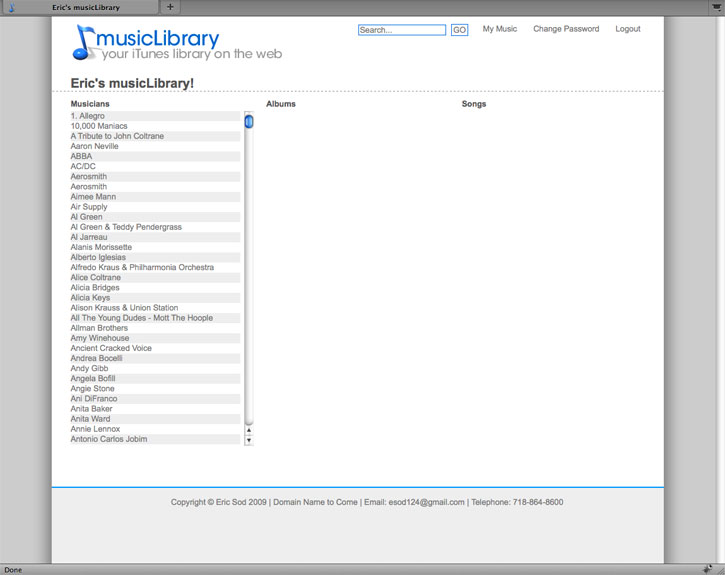 Eric's musicLibrary
musicLibrary
your iTunes library on the web
Search...
GO
My Music
Change Password
Logout
Eric's musicLibrary!
Musicians
Albums
Songs
1. Allegro
10,000 Maniacs
A Tribute to John Coltrane
Aaron Neville
ABBA
AC/DC
Aerosmith
Aerosmith
Aimee Mann
Air Supply
Al Green
Al Green & Teddy Pendergrass
Al Jarreau
Alanis Morissette
Alberto Iglesias
Alfredo Kraus & Philharmonia Orchestra
Alice Coltrane
Alicia Bridges
Alicia Keys
Alison Krauss & Union Station
All The Young Dudes - Mott The Hoople
Allman Brothers
Amy Winehouse
Ancient Cracked Voice
Andrea Bocelli
Andy Gibb
Angela Bofill
Angie Stone
Ani DiFranco
Anita Baker
Anita Ward
Annie Lennox
Antonio Carlos Jobim
Copyright © Eric Sod 2009 | Domain Name to Come | Email: esod124@gmail.com | Telephone: 718-864-8600
Done